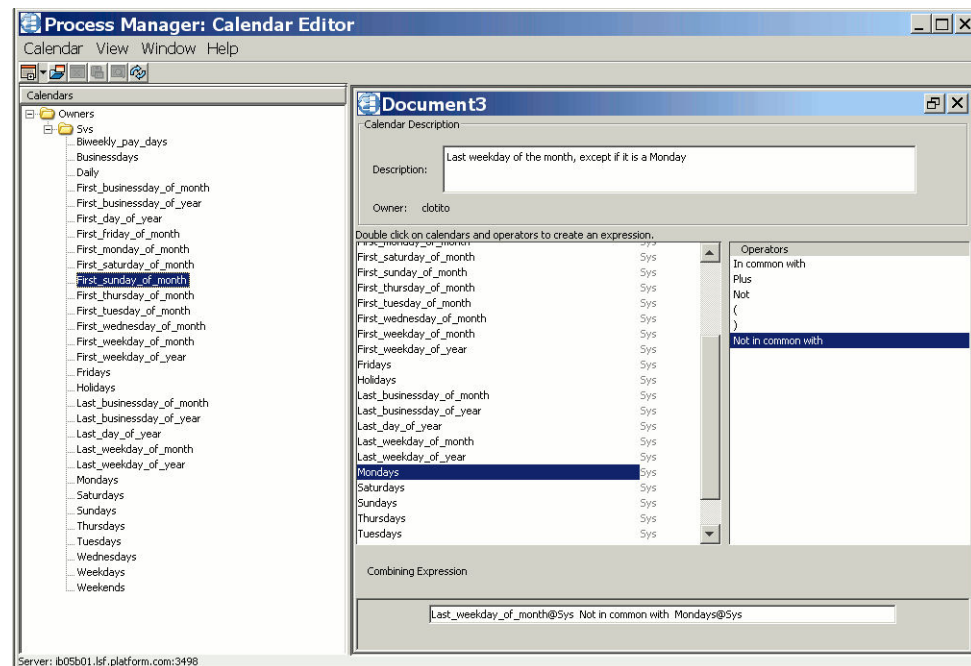 Process Manager: Calendar Editor
Calendar View Window Help
Calendars
Owners
Sys
Biweekly_pay_days
Businessdays
Daily
First_businessday_of_month
First_businessday_of_year
First_day_of_year
First_friday_of_month
First_monday_of_month
First_saturday_of_month
First_sunday_of_month
First_thursday_of_month
First_tuesday_of_month
First_wednesday_of_month
First_weekday_of_month
First_weekday_of_year
Fridays
Holidays
Last_businessday_of_month
Last_businessday_of_year
Last_day_of_year
Last_weekday_of_month
Last_weekday_of_year
Mondays
Saturdays
Sundays
Thursdays
Tuesdays
Wednesdays
Weekdays
Weekends
Document3
Calendar Description
Description: Last weekday of the month, except if it is a Monday
Owner: clotito
Double click on calendars and operators to create an expression.
First_monday_of_month Sys
First_saturday_of_month Sys
First_sunday_of_month Sys
First_thursday_of_month Sys
First_tuesday_of_month Sys
First_wednesday_of_month Sys
First_weekday_of_month Sys
First_weekday_of_year Sys
Fridays Sys
Holidays Sys
Last_businessday_of_month Sys
Last_businessday_of_year Sys
Last_day_of_year Sys
Last_weekday_of_month Sys
Last_weekday_of_year Sys
Mondays Sys
Saturdays Sys
Sundays Sys
Thursdays Sys
Tuesdays Sys
Operators
In common with
Plus
Not
(
)
Not in common with
Combining Expression
Last_weekday_of_month@Sys Not in common with Mondays@Sys
Server: ib05b01.lsf.platform.com:3498